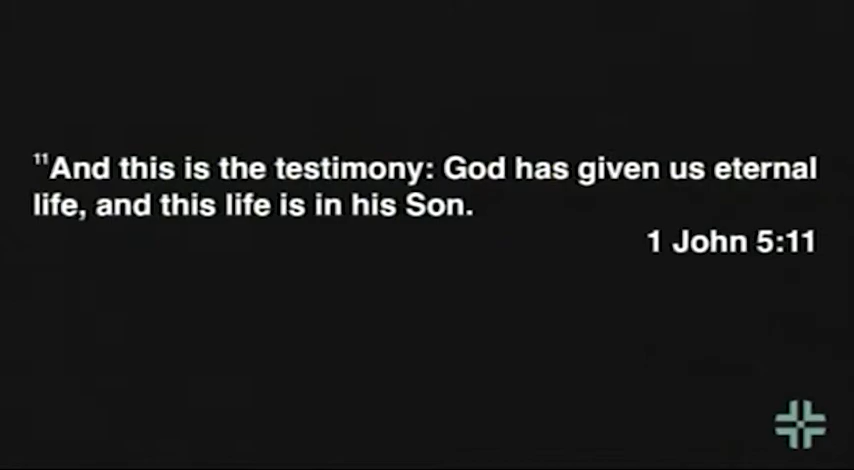 ¹¹And this is the testimony: God has given us eternal
life, and this life is in his Son.
1 John 5:11